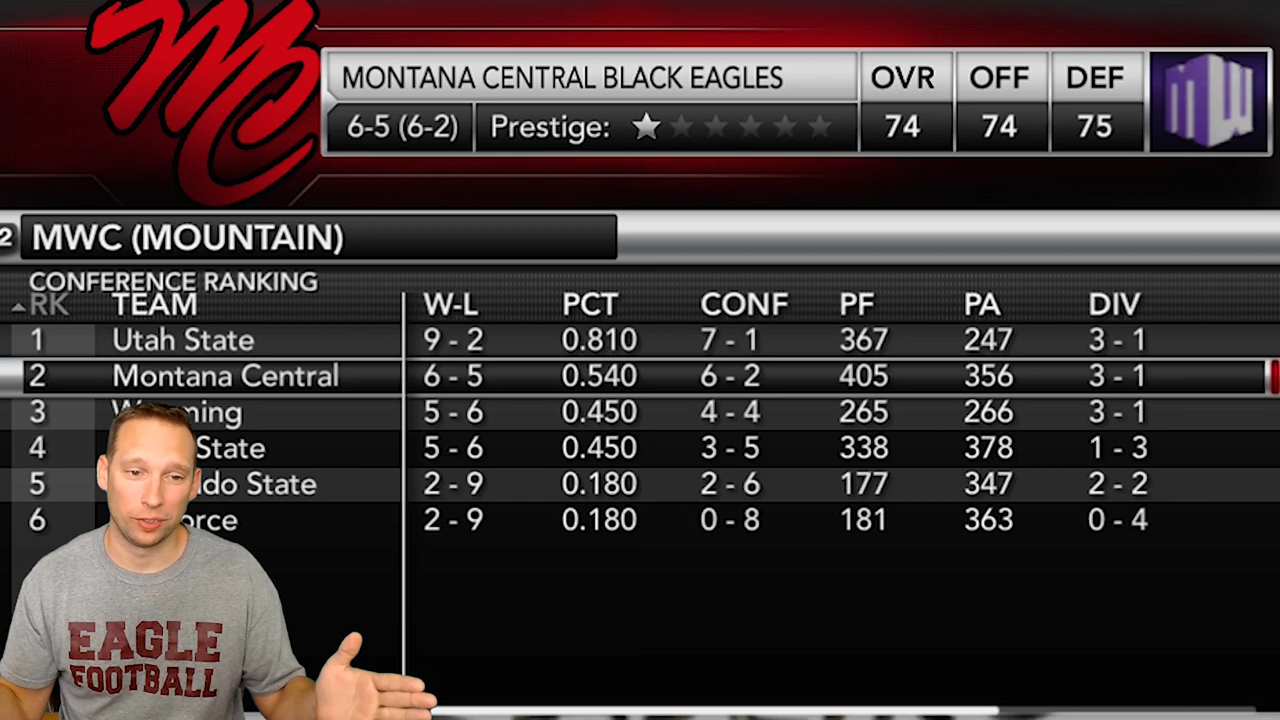 MC
MONTANA CENTRAL BLACK EAGLES OVR OFF DEF MW
6-5 (6-2) Prestige: 74 74 75
2 MWC (MOUNTAIN)
CONFERENCE RANKING
RK TEAM W-L PCT CONF PF PA DIV
1 Utah State 9 - 2 0.810 7 - 1 367 247 3 - 1
2 Montana Central 6 - 5 0.540 6 - 2 405 356 3 - 1
3 5 - 6 0.450 4 - 4 265 266 3 - 1
4 State 5 - 6 0.450 3 - 5 338 378 1 - 3
5 State 2 - 9 0.180 2 - 6 177 347 2 - 2
6 2 - 9 0.180 0 - 8 181 363 0 - 4
EAGLE
FOOTBALL